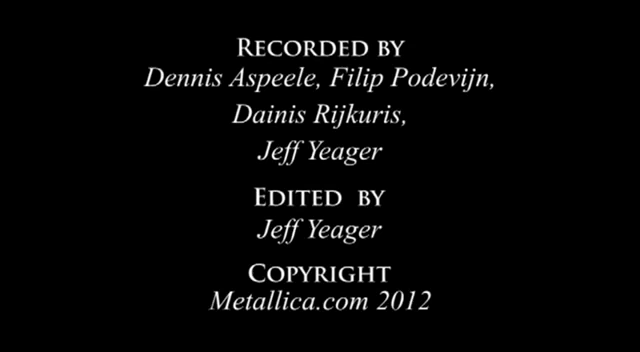 RECORDED BY
Dennis Aspeele, Filip Podevijn,
Dainis Rijkuris,
Jeff Yeager
EDITED BY
Jeff Yeager
COPYRIGHT
Metallica.com 2012